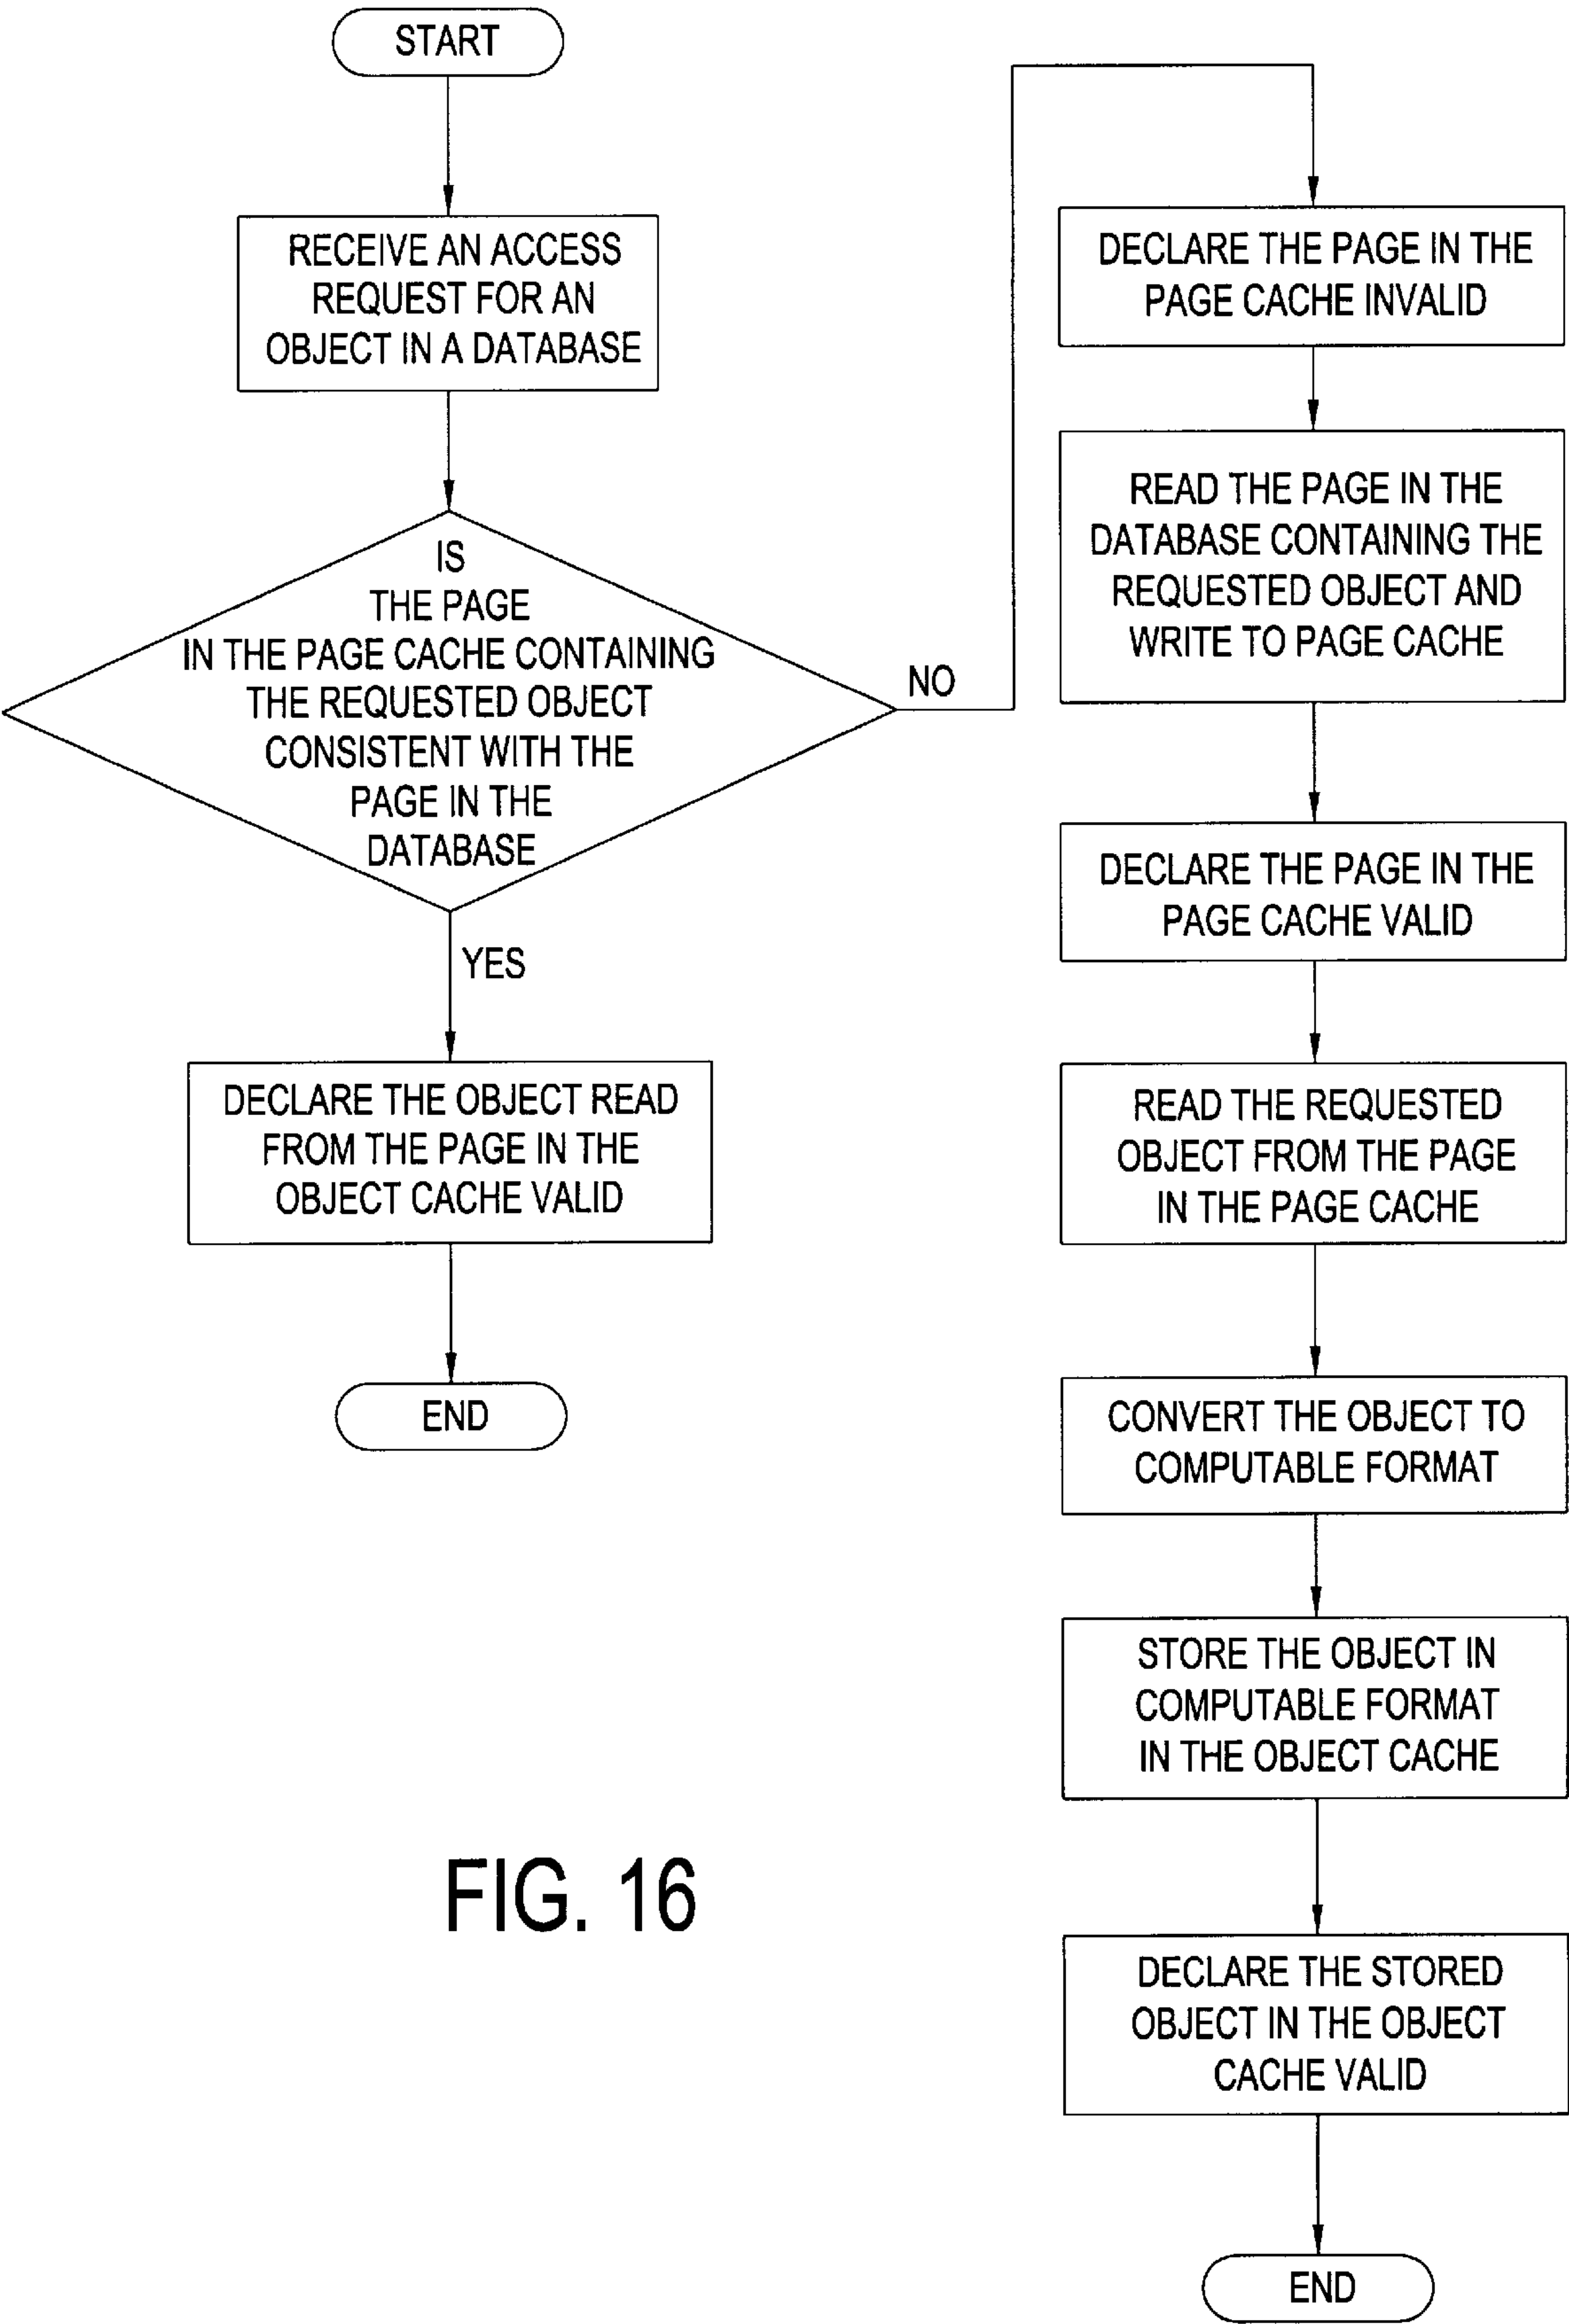 START
RECEIVE AN ACCESS
REQUEST FOR AN
OBJECT IN A DATABASE
IS
THE PAGE
IN THE PAGE CACHE CONTAINING
THE REQUESTED OBJECT
CONSISTENT WITH THE
PAGE IN THE
DATABASE
NO
YES
DECLARE THE OBJECT READ
FROM THE PAGE IN THE
OBJECT CACHE VALID
END
DECLARE THE PAGE IN THE
PAGE CACHE INVALID
READ THE PAGE IN THE
DATABASE CONTAINING THE
REQUESTED OBJECT AND
WRITE TO PAGE CACHE
DECLARE THE PAGE IN THE
PAGE CACHE VALID
READ THE REQUESTED
OBJECT FROM THE PAGE
IN THE PAGE CACHE
CONVERT THE OBJECT TO
COMPUTABLE FORMAT
STORE THE OBJECT IN
COMPUTABLE FORMAT
IN THE OBJECT CACHE
DECLARE THE STORED
OBJECT IN THE OBJECT
CACHE VALID
END
FIG. 16